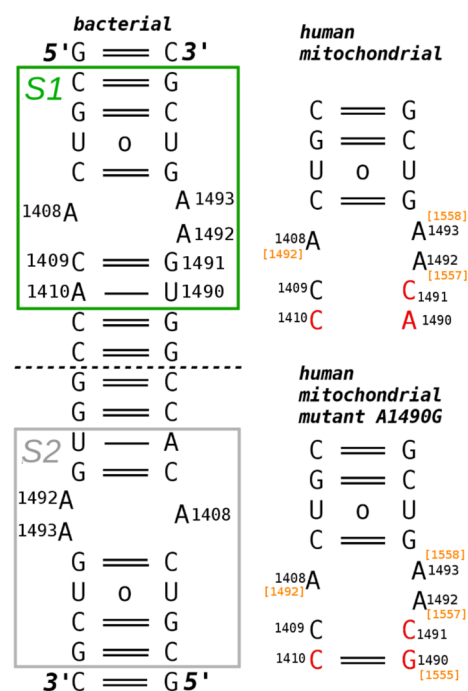 bacterial
5'G C3'
S1
C G
G C
U o U
C G
A 1493
1408 A
A 1492
1409 C G 1491
1410 A U 1490
C G
C G
G C
G C
S2
U A
G C
1492 A
A 1408
1493 A
G C
U o U
C G
G C
3'C G5'
human
mitochondrial
C G
G C
U o U
C G
[1558]
A 1493
1408 A
[1492]
A 1492
[1557]
1409 C C 1491
1410 C A 1490
human
mitochondrial
mutant A1490G
C G
G C
U o U
C G
[1558]
A 1493
1408 A
[1492]
A 1492
[1557]
1409 C C 1491
1410 C G 1490
[1555]